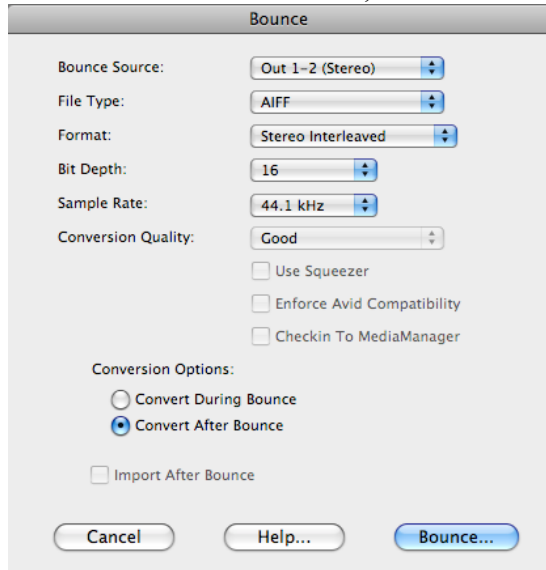 Bounce
Bounce Source: Out 1-2 (Stereo)
File Type: AIFF
Format: Stereo Interleaved
Bit Depth: 16
Sample Rate: 44.1 kHz
Conversion Quality: Good
Use Squeezer
Enforce Avid Compatibility
Checkin To MediaManager
Conversion Options:
Convert During Bounce
Convert After Bounce
Import After Bounce
Cancel Help... Bounce...